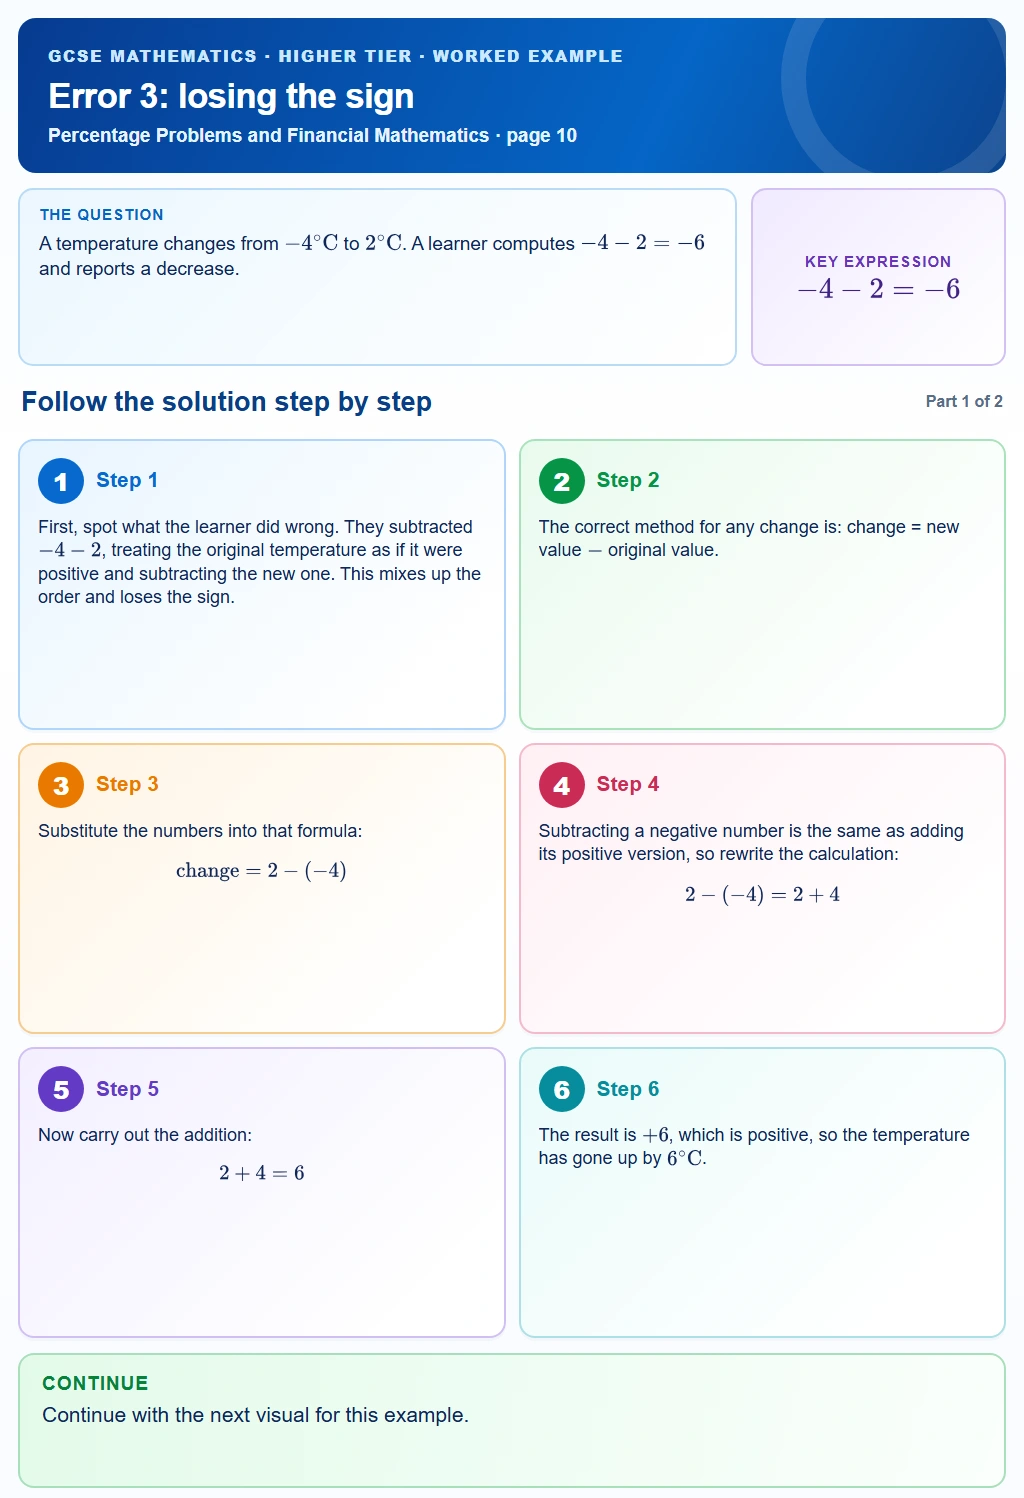 GCSE MATHEMATICS · HIGHER TIER · WORKED EXAMPLE
Error 3: losing the sign
Percentage Problems and Financial Mathematics · page 10
THE QUESTION
A temperature changes from −4°C to 2°C. A learner computes −4 − 2 = −6
and reports a decrease.
KEY EXPRESSION
−4 − 2 = −6
Follow the solution step by step
Part 1 of 2
1 Step 1
First, spot what the learner did wrong. They subtracted
−4 − 2, treating the original temperature as if it were
positive and subtracting the new one. This mixes up the
order and loses the sign.
2 Step 2
The correct method for any change is: change = new
value − original value.
3 Step 3
Substitute the numbers into that formula:
change = 2 − (−4)
4 Step 4
Subtracting a negative number is the same as adding
its positive version, so rewrite the calculation:
2 − (−4) = 2 + 4
5 Step 5
Now carry out the addition:
2 + 4 = 6
6 Step 6
The result is +6, which is positive, so the temperature
has gone up by 6°C.
CONTINUE
Continue with the next visual for this example.